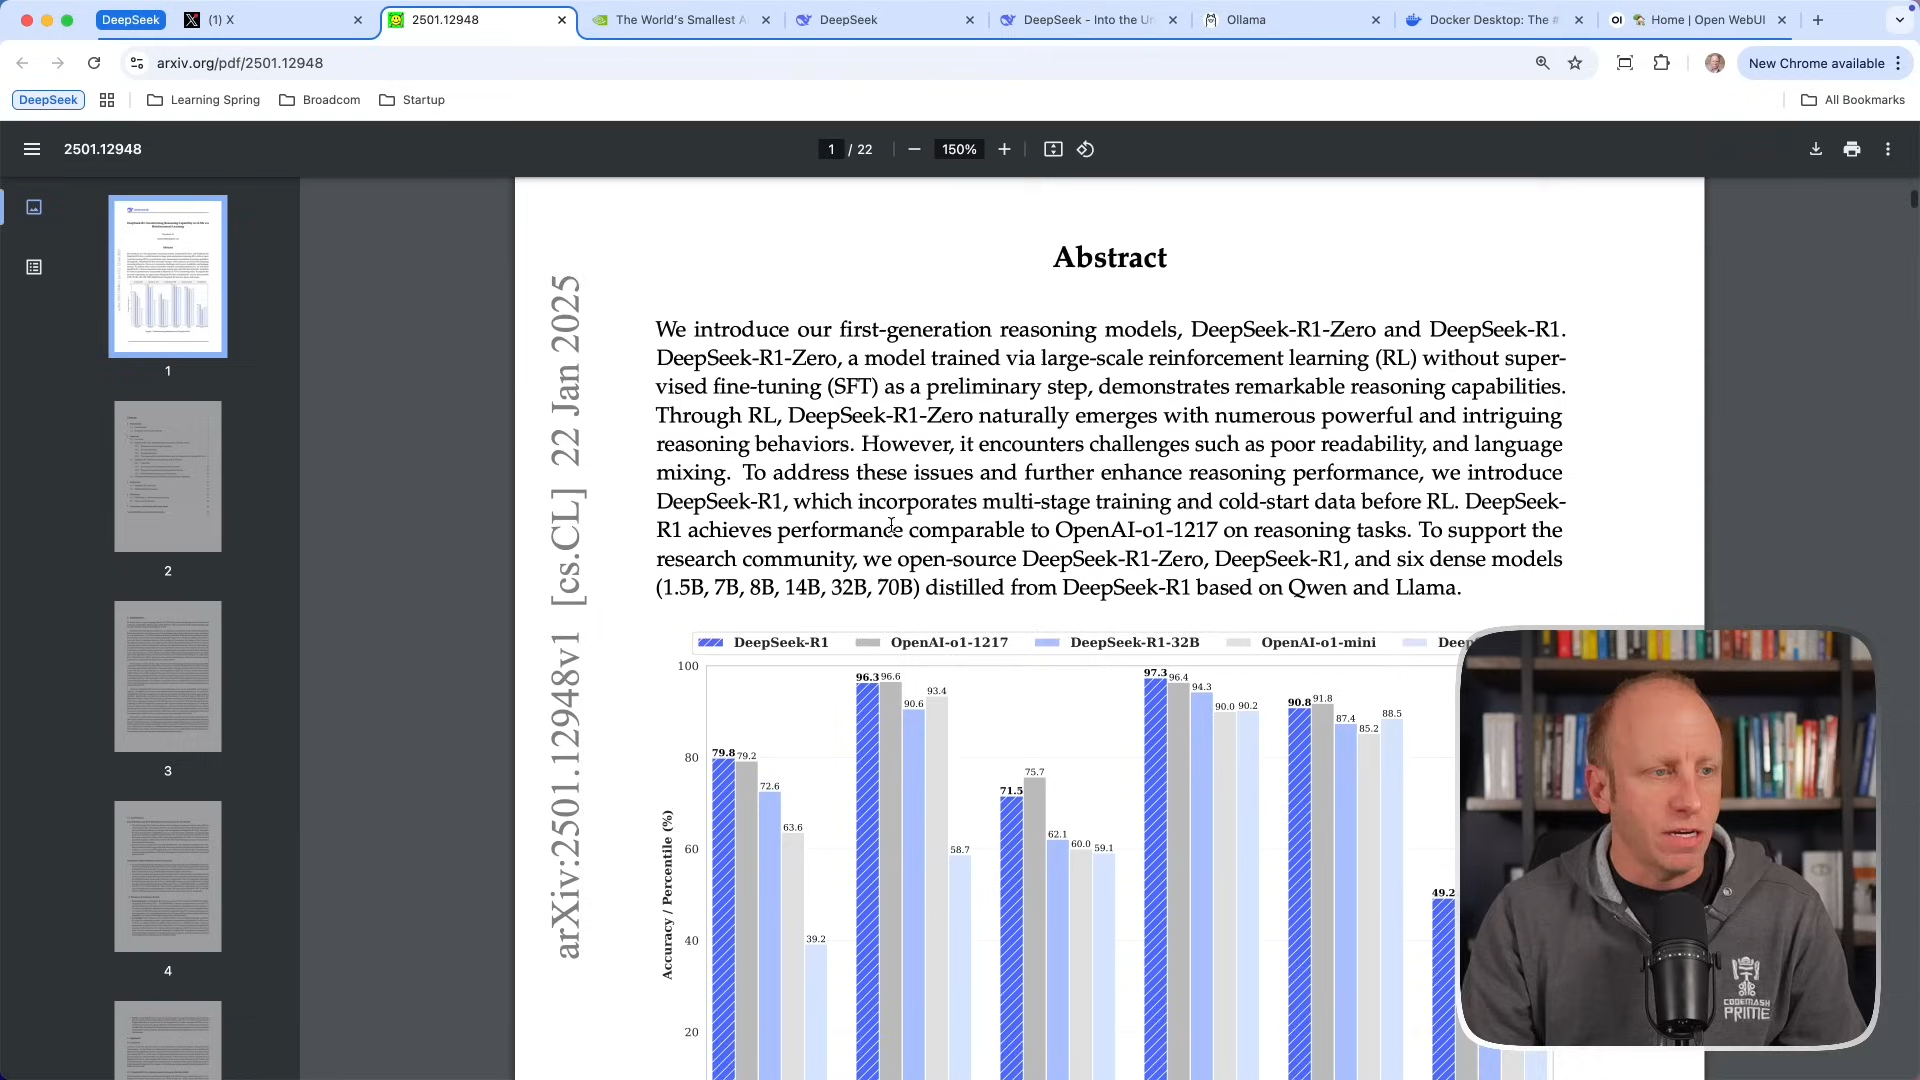 DeepSeek
(1) X
2501.12948
The World's Smallest A
DeepSeek
DeepSeek - Into the Un
Ollama
Docker Desktop: The #
OI
Home | Open WebUI
arxiv.org/pdf/2501.12948
New Chrome available
DeepSeek
Learning Spring
Broadcom
Startup
All Bookmarks
2501.12948
1 / 22
150%
1
2
3
4
arXiv:2501.12948v1 [cs.CL] 22 Jan 2025
Abstract
We introduce our first-generation reasoning models, DeepSeek-R1-Zero and DeepSeek-R1.
DeepSeek-R1-Zero, a model trained via large-scale reinforcement learning (RL) without super-
vised fine-tuning (SFT) as a preliminary step, demonstrates remarkable reasoning capabilities.
Through RL, DeepSeek-R1-Zero naturally emerges with numerous powerful and intriguing
reasoning behaviors. However, it encounters challenges such as poor readability, and language
mixing. To address these issues and further enhance reasoning performance, we introduce
DeepSeek-R1, which incorporates multi-stage training and cold-start data before RL. DeepSeek-
R1 achieves performance comparable to OpenAI-o1-1217 on reasoning tasks. To support the
research community, we open-source DeepSeek-R1-Zero, DeepSeek-R1, and six dense models
(1.5B, 7B, 8B, 14B, 32B, 70B) distilled from DeepSeek-R1 based on Qwen and Llama.
DeepSeek-R1 OpenAI-o1-1217 DeepSeek-R1-32B OpenAI-o1-mini
Accuracy / Percentile (%)
100
80
60
40
20
79.8 79.2 72.6 63.6 39.2
96.3 96.6 90.6 93.4 58.7
71.5 75.7 62.1 60.0 59.1
97.3 96.4 94.3 90.0 90.2
90.8 91.8 87.4 85.2 88.5
49.2
CODEMASH
PRIME